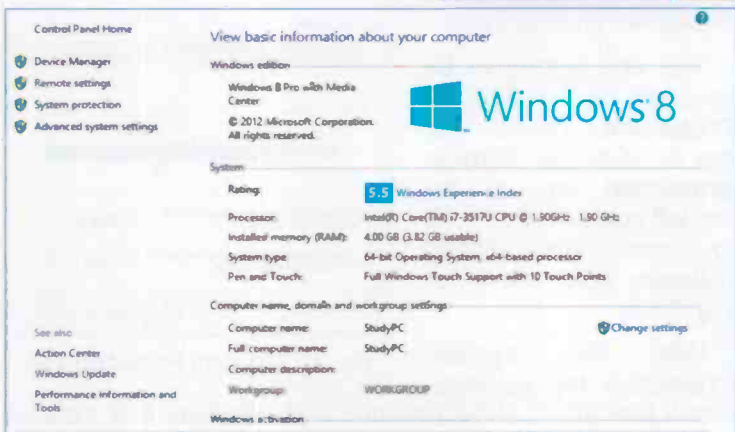 Control Panel Home
Device Manager
Remote settings
System protection
Advanced system settings
See also
Action Center
Windows Update
Performance Information and
Tools
View basic information about your computer
Windows edition
Windows 8 Pro with Media
Center
© 2012 Microsoft Corporation.
All rights reserved.
Windows 8
System
Rating:
5.5 Windows Experience Index
Processor: Intel(R) Core(TM) i7-3517U CPU @ 1.90GHz 1.90 GHz
Installed memory (RAM): 4.00 GB (3.82 GB usable)
System type: 64-bit Operating System, x64-based processor
Pen and Touch: Full Windows Touch Support with 10 Touch Points
Computer name, domain and workgroup settings
Computer name: StudyPC
Change settings
Full computer name: StudyPC
Computer description:
Workgroup: WORKGROUP
Windows activation